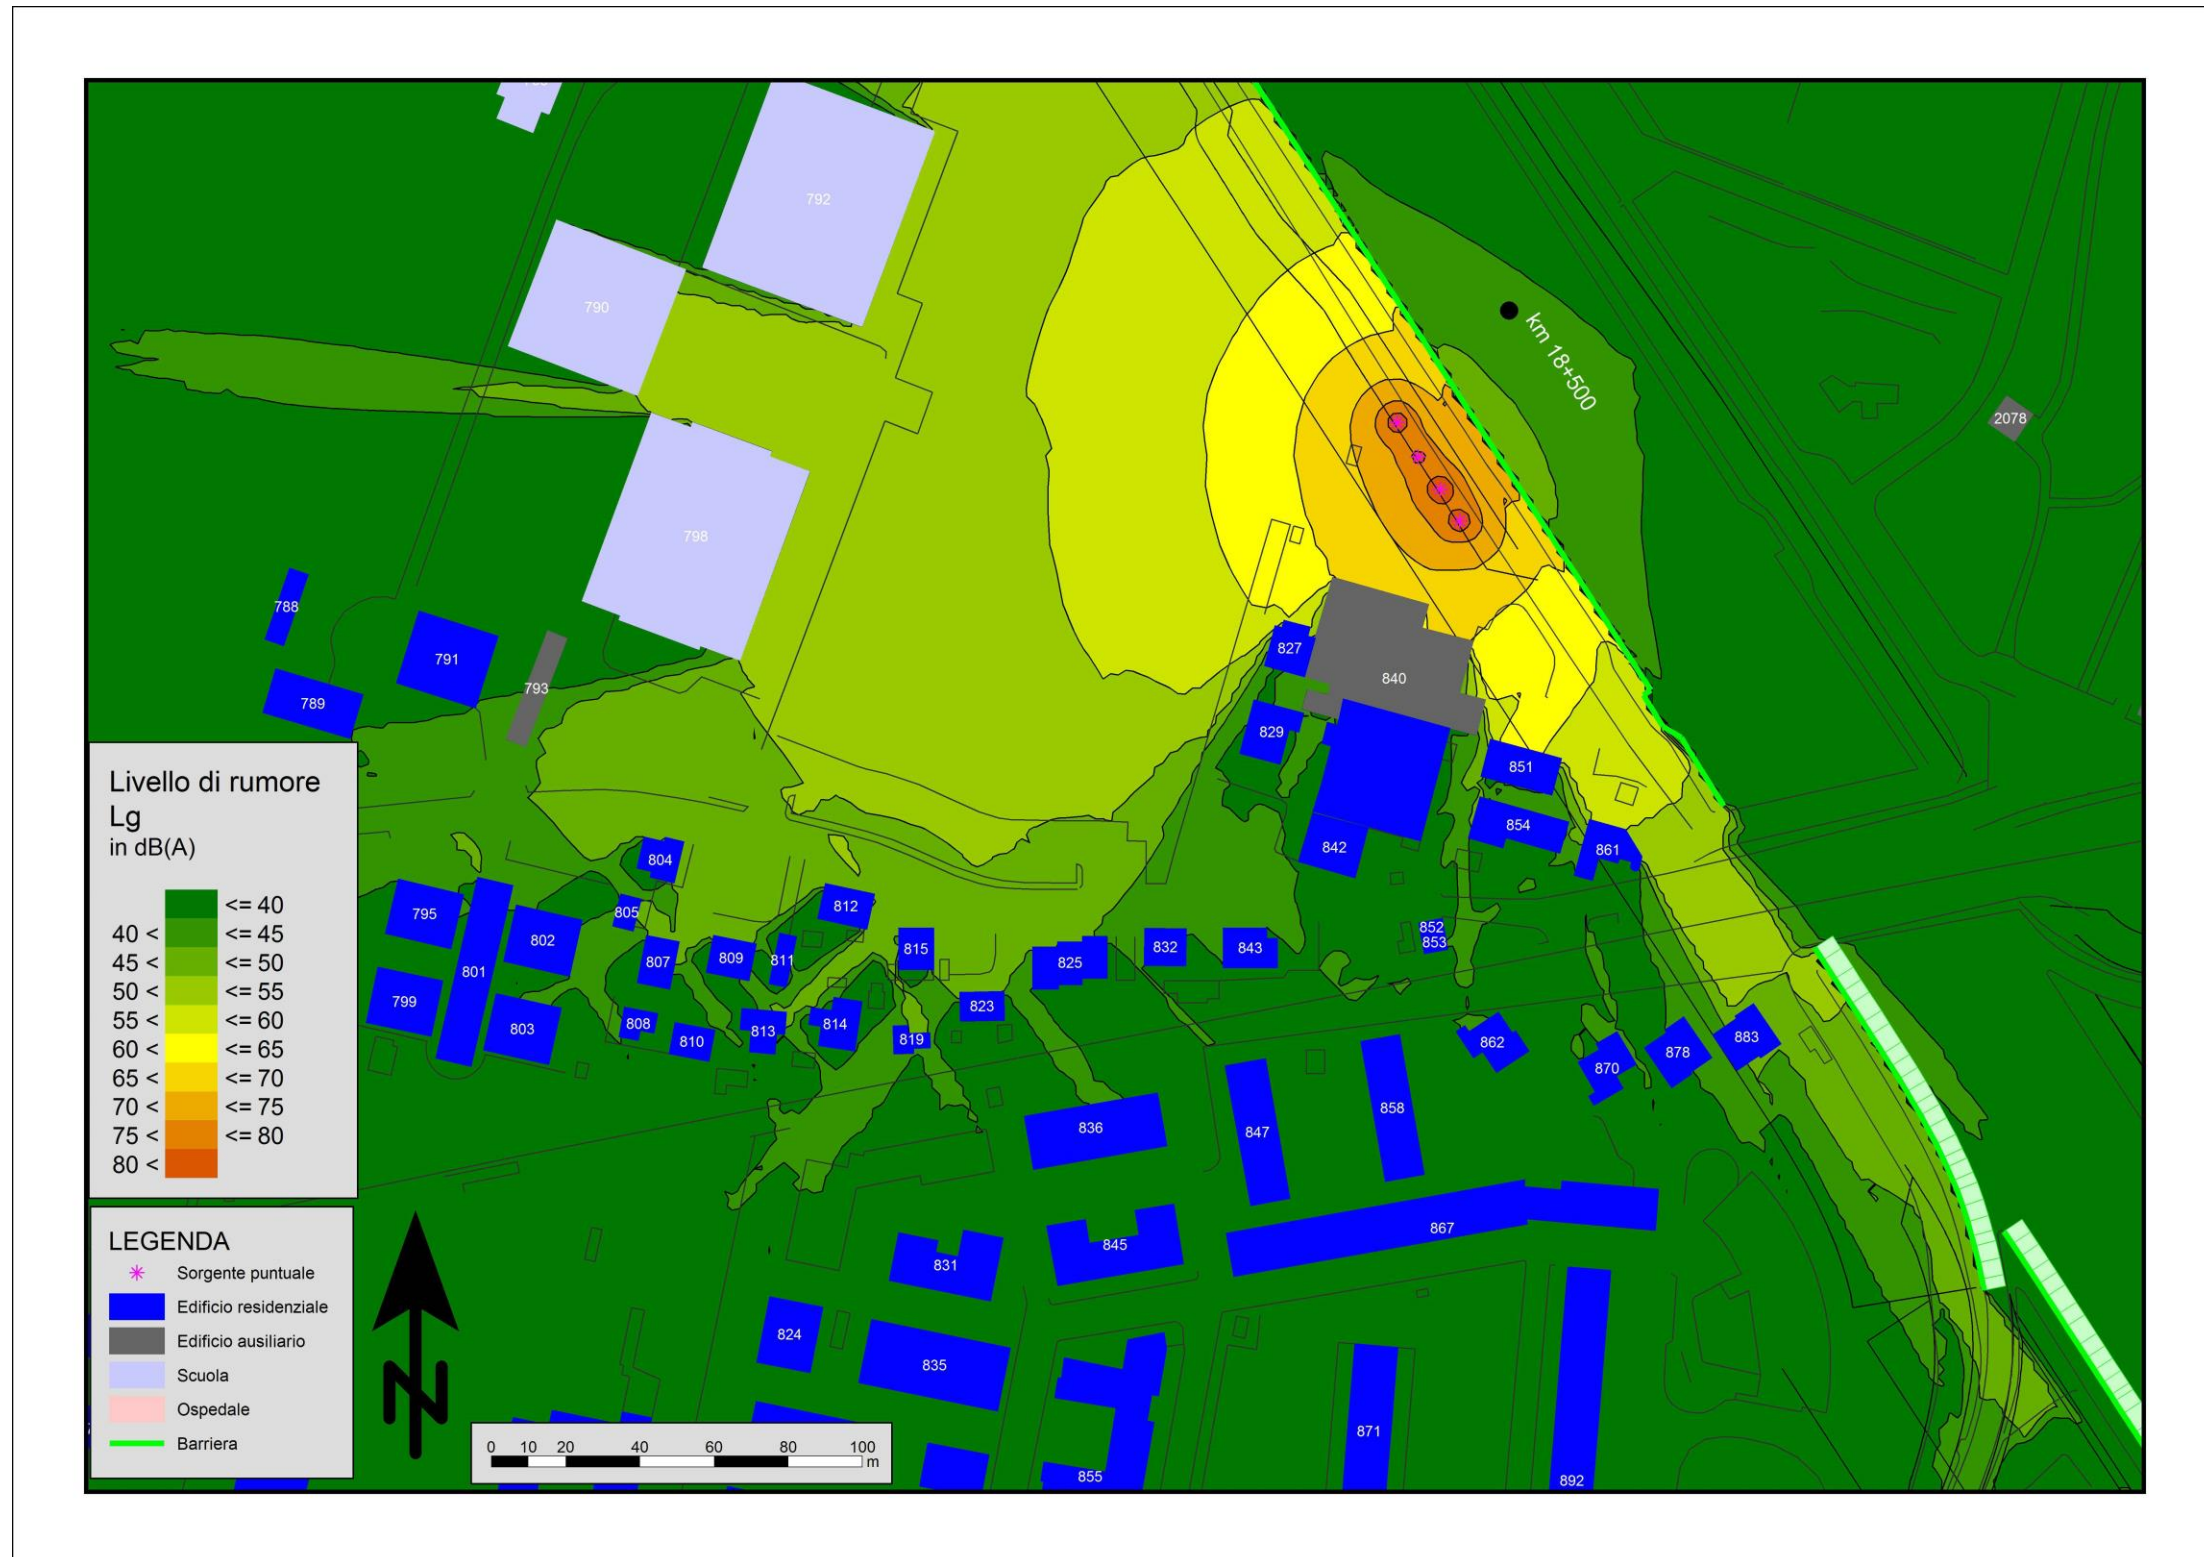 792
790
km 18+500
2078
798
788
791
793
789
827
840
829
851
854
861
842
804
795
802
805
812
801
807
809
811
815
825
832
843
852
853
799
803
808
810
813
814
819
823
862
870
878
883
836
847
858
867
831
845
824
835
871
855
892
Livello di rumore
Lg
in dB(A)
<= 40
40 < <= 45
45 < <= 50
50 < <= 55
55 < <= 60
60 < <= 65
65 < <= 70
70 < <= 75
75 < <= 80
80 <
LEGENDA
Sorgente puntuale
Edificio residenziale
Edificio ausiliario
Scuola
Ospedale
Barriera
N
0 10 20 40 60 80 100
m